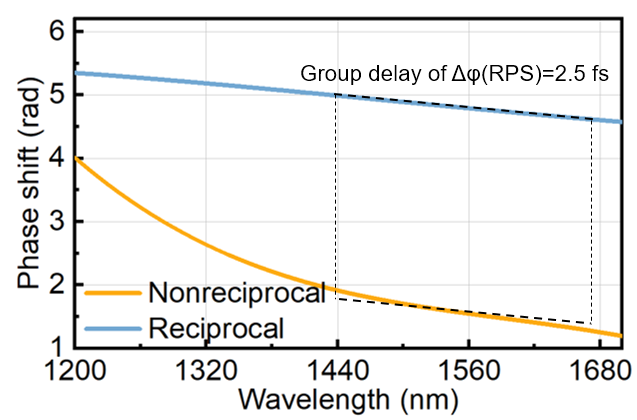 6
Group delay of Δφ(RPS)=2.5 fs
5
4
3
2
1
Phase shift (rad)
Nonreciprocal
Reciprocal
1200 1320 1440 1560 1680
Wavelength (nm)